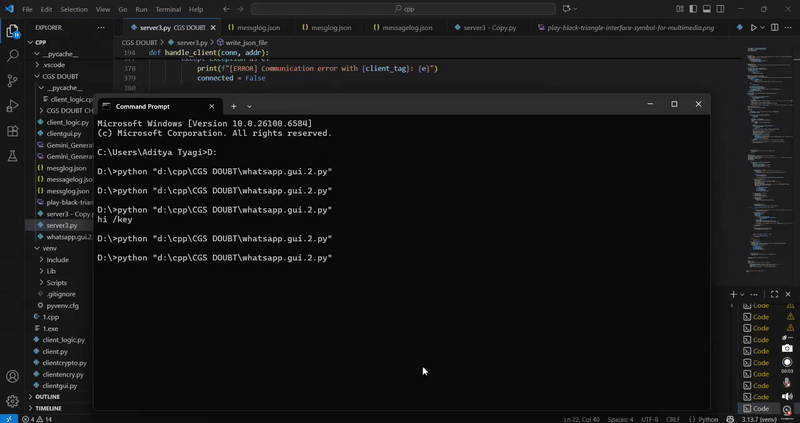 File Edit Selection View Go Run ...
cpp
EXPLORER
CPP
__pycache__
.vscode
CGS DOUBT
__pycache__
client_logic.cp
CGS DOUBT CH
client_logic.py
clientgui.py
Gemini_Generat
Gemini_Generat
mesglog.json
messagelog.json
messglog.json
play-black-trian
server3 - Copy.py
server3.py
whatsapp.gui.2.
venv
Include
Lib
Scripts
.gitignore
pyvenv.cfg
1.cpp
1.exe
client_logic.py
client.py
clientcrypto.py
clientency.py
clientgui.py
OUTLINE
TIMELINE
server3.py
messglog.json
mesglog.json
messagelog.json
server3 - Copy.py
play-black-triangle-interface-symbol-for-multimedia.png
CGS DOUBT > server3.py > write_json_file
194 def handle_client(conn, addr):
377 except Exception as e:
378 print(f"[ERROR] Communication error with {client_tag}: {e}")
379 connected = False
Command Prompt
Microsoft Windows [Version 10.0.26100.6584]
(c) Microsoft Corporation. All rights reserved.
C:\Users\Aditya Tyagi>D:
D:\>python "d:\cpp\CGS DOUBT\whatsapp.gui.2.py"
D:\>python "d:\cpp\CGS DOUBT\whatsapp.gui.2.py"
D:\>python "d:\cpp\CGS DOUBT\whatsapp.gui.2.py"
hi /key
D:\>python "d:\cpp\CGS DOUBT\whatsapp.gui.2.py"
D:\>python "d:\cpp\CGS DOUBT\whatsapp.gui.2.py"
Code
Code
Code
Code
Code
Code
Code
Code
Code
Code
00:03
4 14
Ln 22, Col 40 Spaces: 4 UTF-8 CRLF Python 3.13.7 (venv)